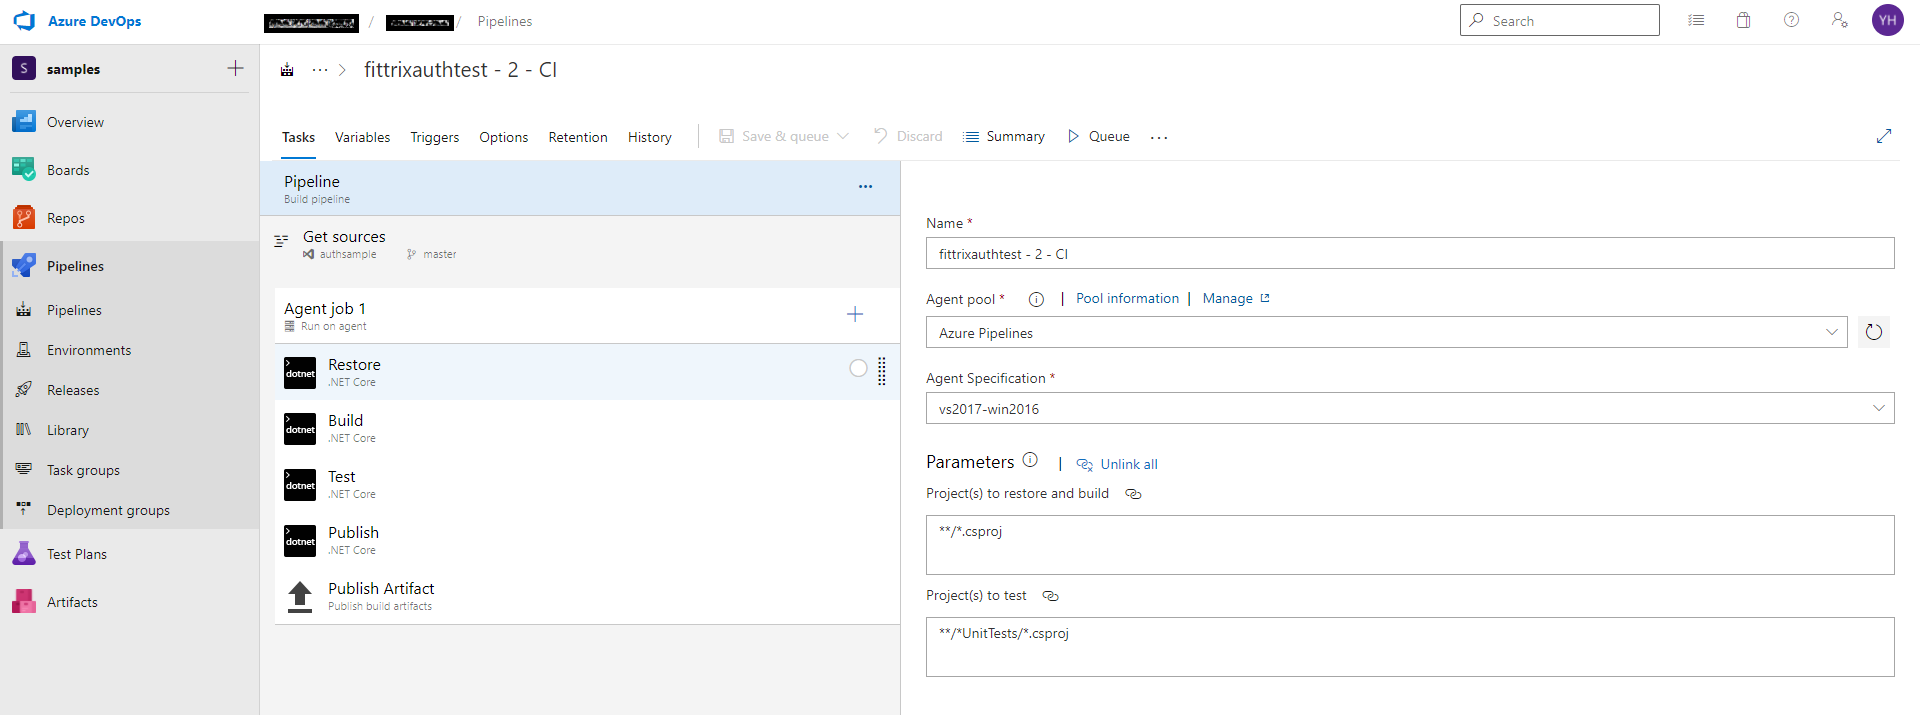 Azure DevOps
/ / Pipelines
Search
YH
S samples
fittrixauthtest - 2 - CI
Overview
Boards
Repos
Pipelines
Pipelines
Environments
Releases
Library
Task groups
Deployment groups
Test Plans
Artifacts
Tasks Variables Triggers Options Retention History
Save & queue Discard Summary Queue ...
Pipeline
Build pipeline
Get sources
authsample master
Agent job 1
Run on agent
dotnet
Restore
.NET Core
dotnet
Build
.NET Core
dotnet
Test
.NET Core
dotnet
Publish
.NET Core
Publish Artifact
Publish build artifacts
Name *
fittrixauthtest - 2 - CI
Agent pool * | Pool information | Manage
Azure Pipelines
Agent Specification *
vs2017-win2016
Parameters | Unlink all
Project(s) to restore and build
**/*.csproj
Project(s) to test
**/*UnitTests/*.csproj